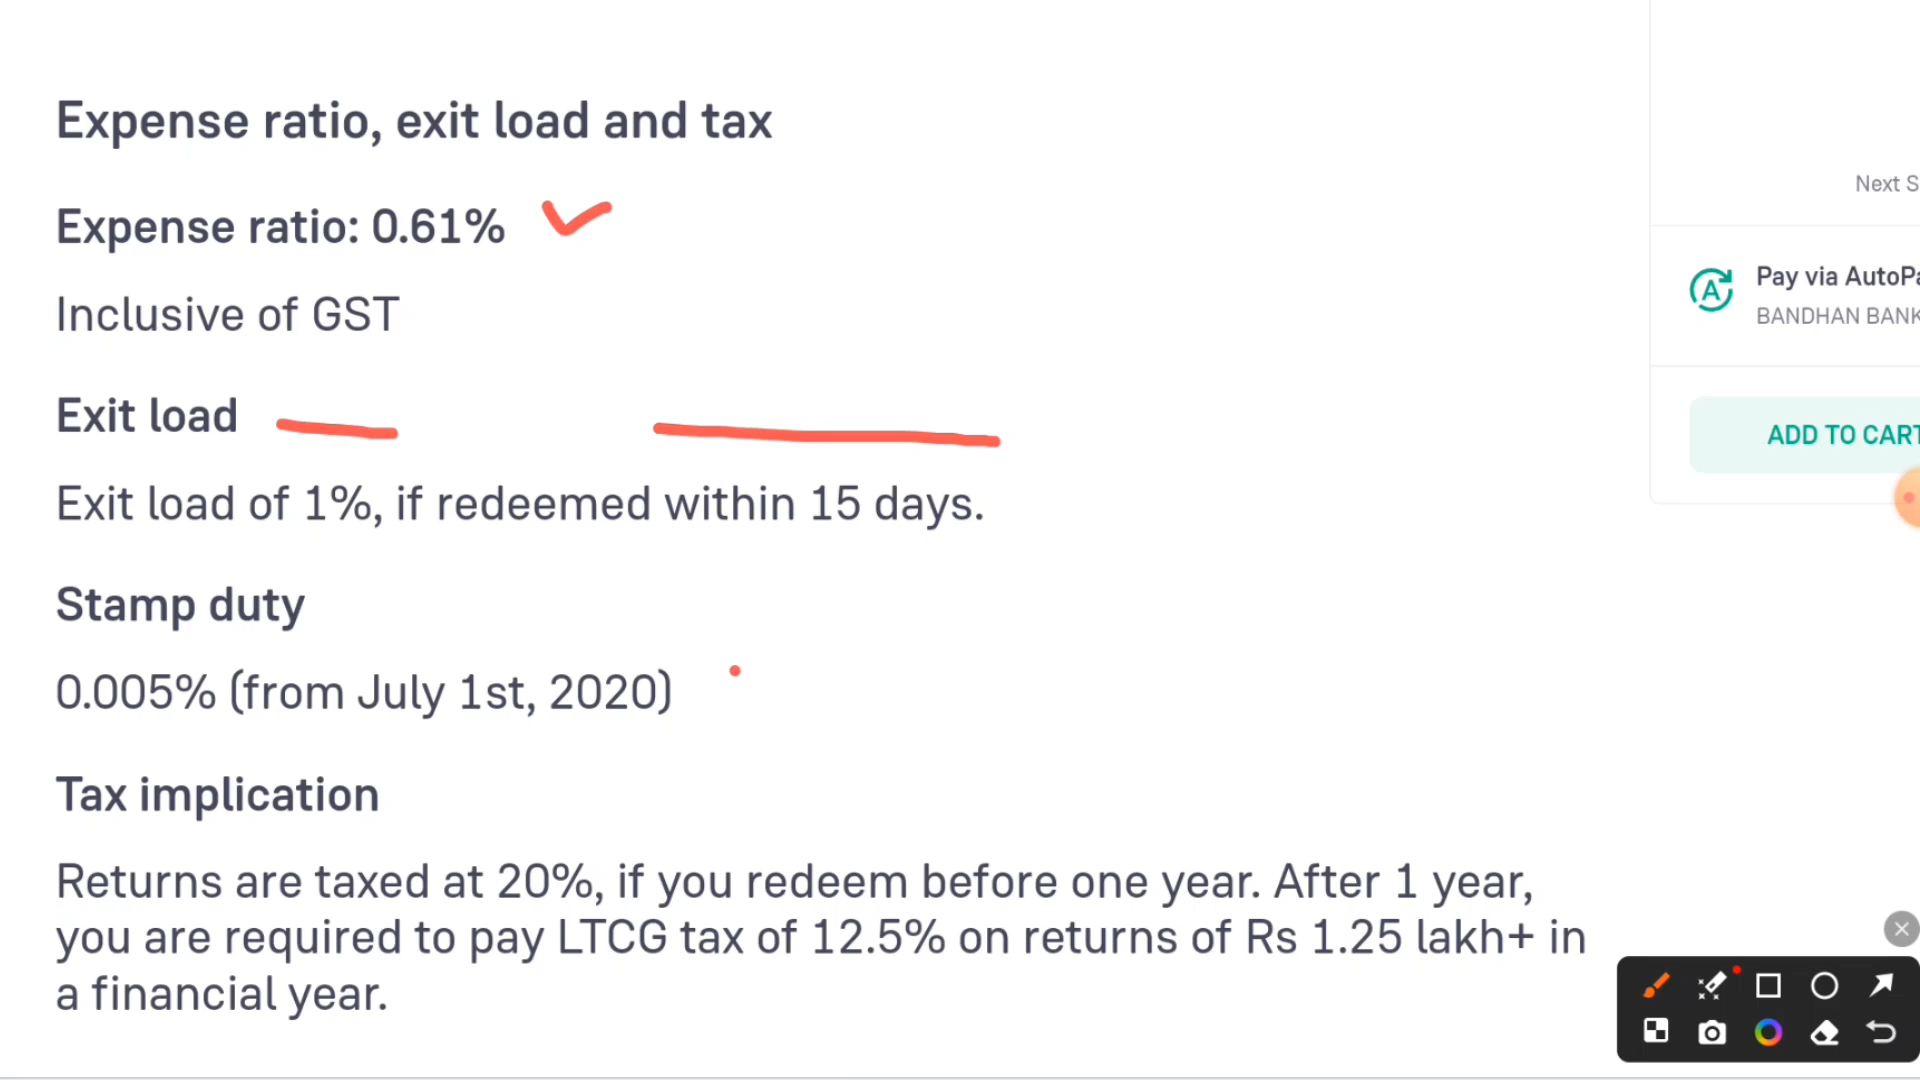 Expense ratio, exit load and tax
Expense ratio: 0.61%
Inclusive of GST
Exit load
Exit load of 1%, if redeemed within 15 days.
Stamp duty
0.005% (from July 1st, 2020)
Tax implication
Returns are taxed at 20%, if you redeem before one year. After 1 year,
you are required to pay LTCG tax of 12.5% on returns of Rs 1.25 lakh+ in
a financial year.
Next S
Pay via AutoPa
BANDHAN BANK
ADD TO CART